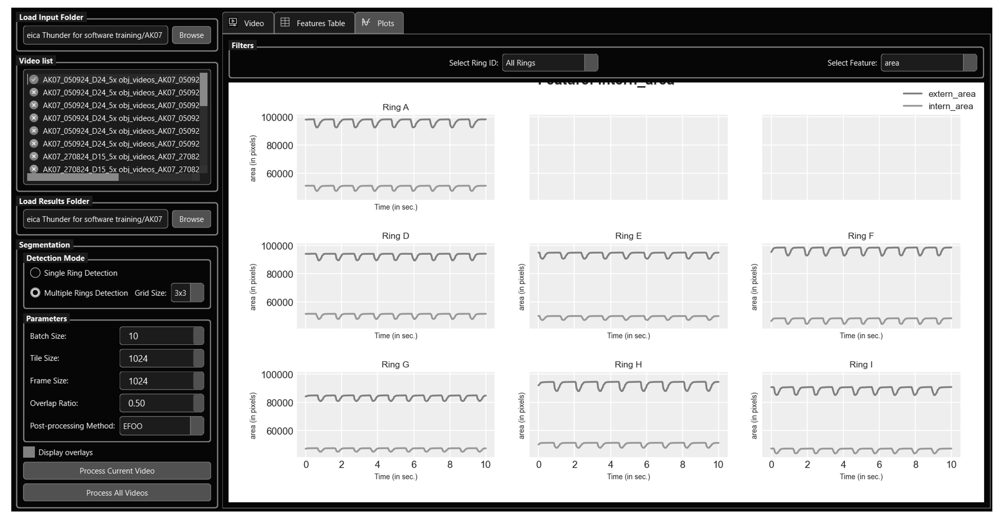 Load Input Folder
eica Thunder for software training/AK07
Browse
Video list
AK07_050924_D24_5x obj_videos_AK07_05092
AK07_050924_D24_5x obj_videos_AK07_05092
AK07_050924_D24_5x obj_videos_AK07_05092
AK07_050924_D24_5x obj_videos_AK07_05092
AK07_050924_D24_5x obj_videos_AK07_05092
AK07_050924_D24_5x obj_videos_AK07_05092
AK07_270824_D15_5x obj_videos_AK07_27082
AK07_270824_D15_5x obj_videos_AK07_27082
Load Results Folder
eica Thunder for software training/AK07
Browse
Segmentation
Detection Mode
Single Ring Detection
Multiple Rings Detection Grid Size: 3x3
Parameters
Batch Size: 10
Tile Size: 1024
Frame Size: 1024
Overlap Ratio: 0.50
Post-processing Method: EFOO
Display overlays
Process Current Video
Process All Videos
Video Features Table Plots
Filters
Select Ring ID: All Rings Select Feature: area
Feature: intern_area
extern_area
intern_area
Ring A
100000
80000
60000
area (in pixels)
Time (in sec.)
Ring D
100000
80000
60000
area (in pixels)
Time (in sec.)
Ring E
area (in pixels)
Time (in sec.)
Ring F
area (in pixels)
Time (in sec.)
Ring G
100000
80000
60000
area (in pixels)
0 2 4 6 8 10
Time (in sec.)
Ring H
area (in pixels)
0 2 4 6 8 10
Time (in sec.)
Ring I
area (in pixels)
0 2 4 6 8 10
Time (in sec.)